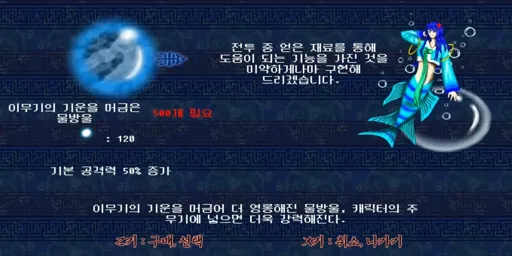 전투 중 얻은 재료를 통해
도움이 되는 기능을 가진 것을
미약하게나마 구현해
드리겠습니다.
이무기의 기운을 머금은
물방울
500개 필요
: 120
기본 공격력 50% 증가
이무기의 기운을 머금어 더 영롱해진 물방울, 캐릭터의 주
무기에 넣으면 더욱 강력해진다.
Z키 : 구매, 선택
X키 : 취소, 나가기